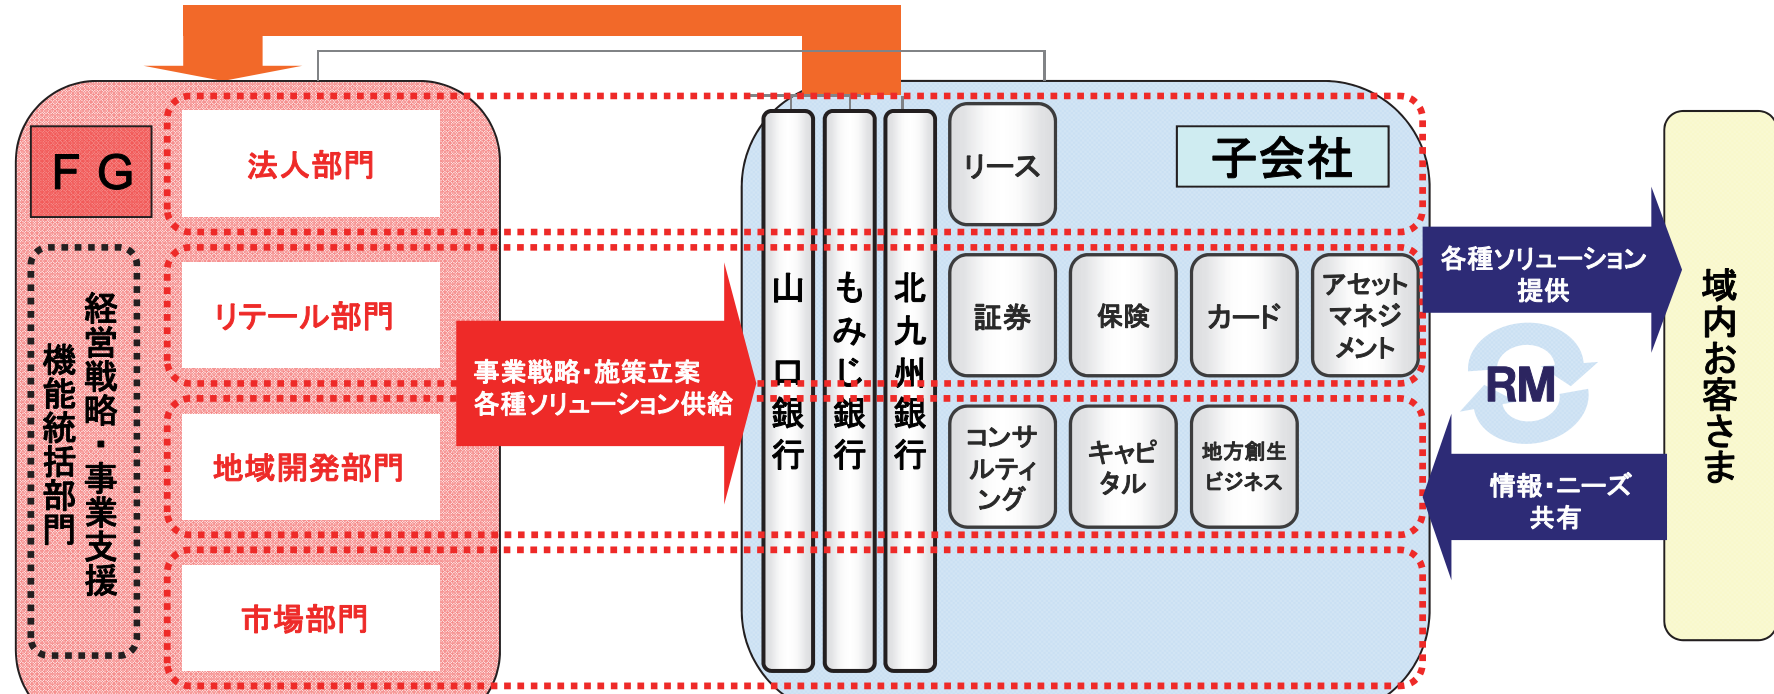 ＦＧ
経営戦略・事業支援
機能統括部門
法人部門
リテール部門
地域開発部門
市場部門
事業戦略・施策立案
各種ソリューション供給
山口銀行
もみじ銀行
北九州銀行
子会社
リース
証券
保険
カード
アセット
マネジ
メント
コンサ
ルティ
ング
キャピ
タル
地方創生
ビジネス
各種ソリューション
提供
RM
情報・ニーズ
共有
域内お客さま